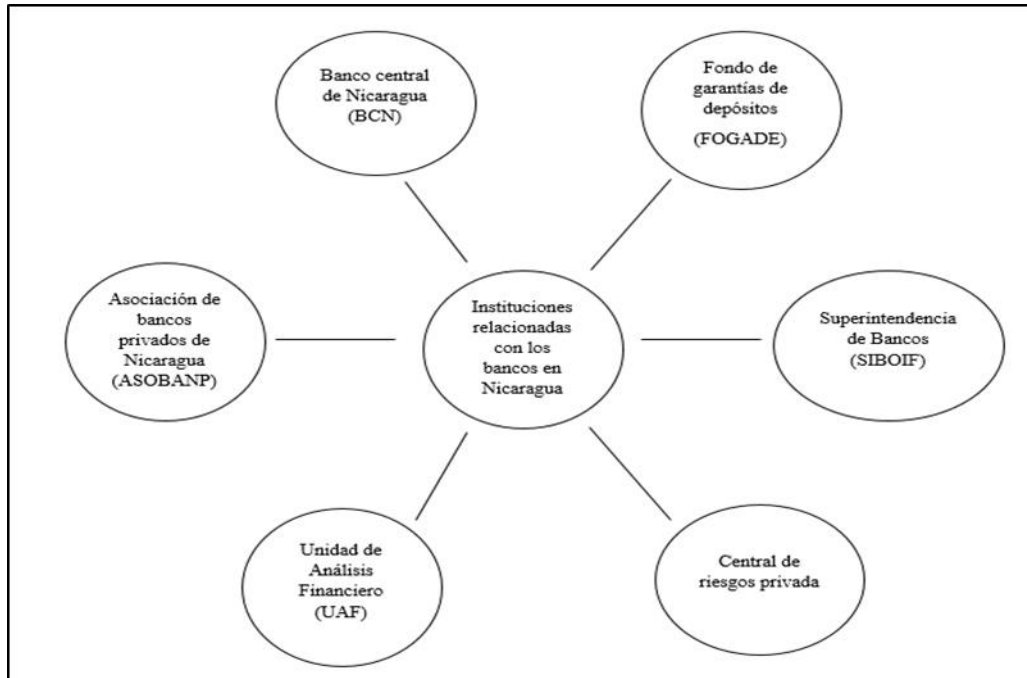 Banco central
de Nicaragua
(BCN)
Fondo de
garantías de
depósitos
(FOGADE)
Asociación de
bancos
privados de
Nicaragua
(ASOBANP)
Instituciones
relacionadas
con los
bancos en
Nicaragua
Superintendencia
de Bancos
(SIBOIF)
Unidad de
Análisis
Financiero
(UAF)
Central de
riesgos privada